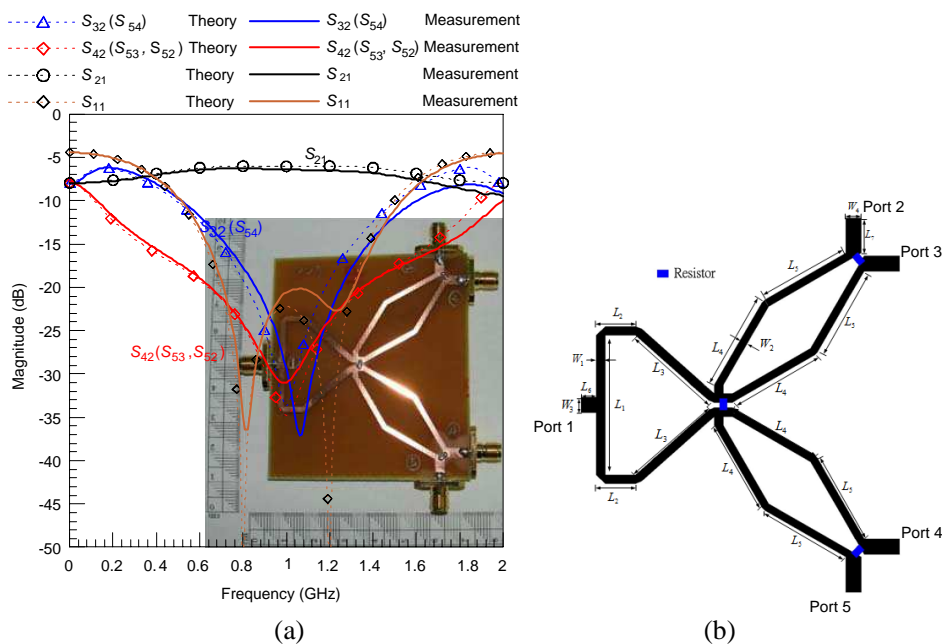 S32(S54) Theory S32(S54) Measurement
S42(S53, S52) Theory S42(S53, S52) Measurement
S21 Theory S21 Measurement
S11 Theory S11 Measurement
0
-5
-10
-15
-20
-25
-30
-35
-40
-45
-50
Magnitude (dB)
S21
S32(S54)
S42(S53, S52)
0 0.2 0.4 0.6 0.8 1 1.2 1.4 1.6 1.8 2
Frequency (GHz)
(a)
Port 2
W4
L7
Port 3
Resistor
L5
L5
L2
L4
W2
W1
L3
L4
L6
W3
L1
Port 1
L4
L3
L4
L5
L2
L5
Port 4
Port 5
(b)